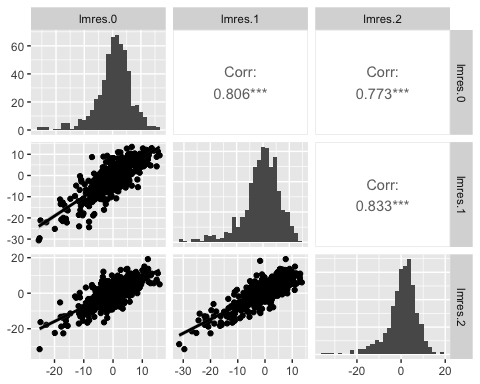 lmres.0 lmres.1 lmres.2
60
40
20
0
Corr:
0.806***
Corr:
0.773***
lmres.0
10
0
-10
-20
-30
Corr:
0.833***
lmres.1
20
0
-20
lmres.2
-20 -10 0 10
-30 -20 -10 0 10
-20 0 20